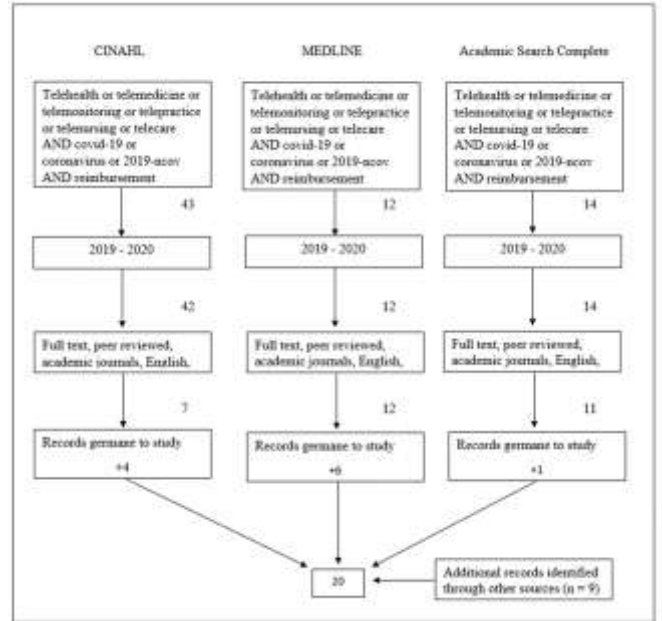 CINAHL
Telehealth or telemedicine or
telemonitoring or telepractice
or telenursing or telecare
AND covid-19 or
coronavirus or 2019-ncov
AND reimbursement
43
2019 - 2020
42
Full text, peer reviewed,
academic journals, English,
7
Records germane to study
+4
MEDLINE
Telehealth or telemedicine or
telemonitoring or telepractice
or telenursing or telecare
AND covid-19 or
coronavirus or 2019-ncov
AND reimbursement
12
2019 - 2020
12
Full text, peer reviewed,
academic journals, English,
12
Records germane to study
+6
Academic Search Complete
Telehealth or telemedicine or
telemonitoring or telepractice
or telenursing or telecare
AND covid-19 or
coronavirus or 2019-ncov
AND reimbursement
14
2019 - 2020
14
Full text, peer reviewed,
academic journals, English,
11
Records germane to study
+1
20
Additional records identified
through other sources (n = 9)